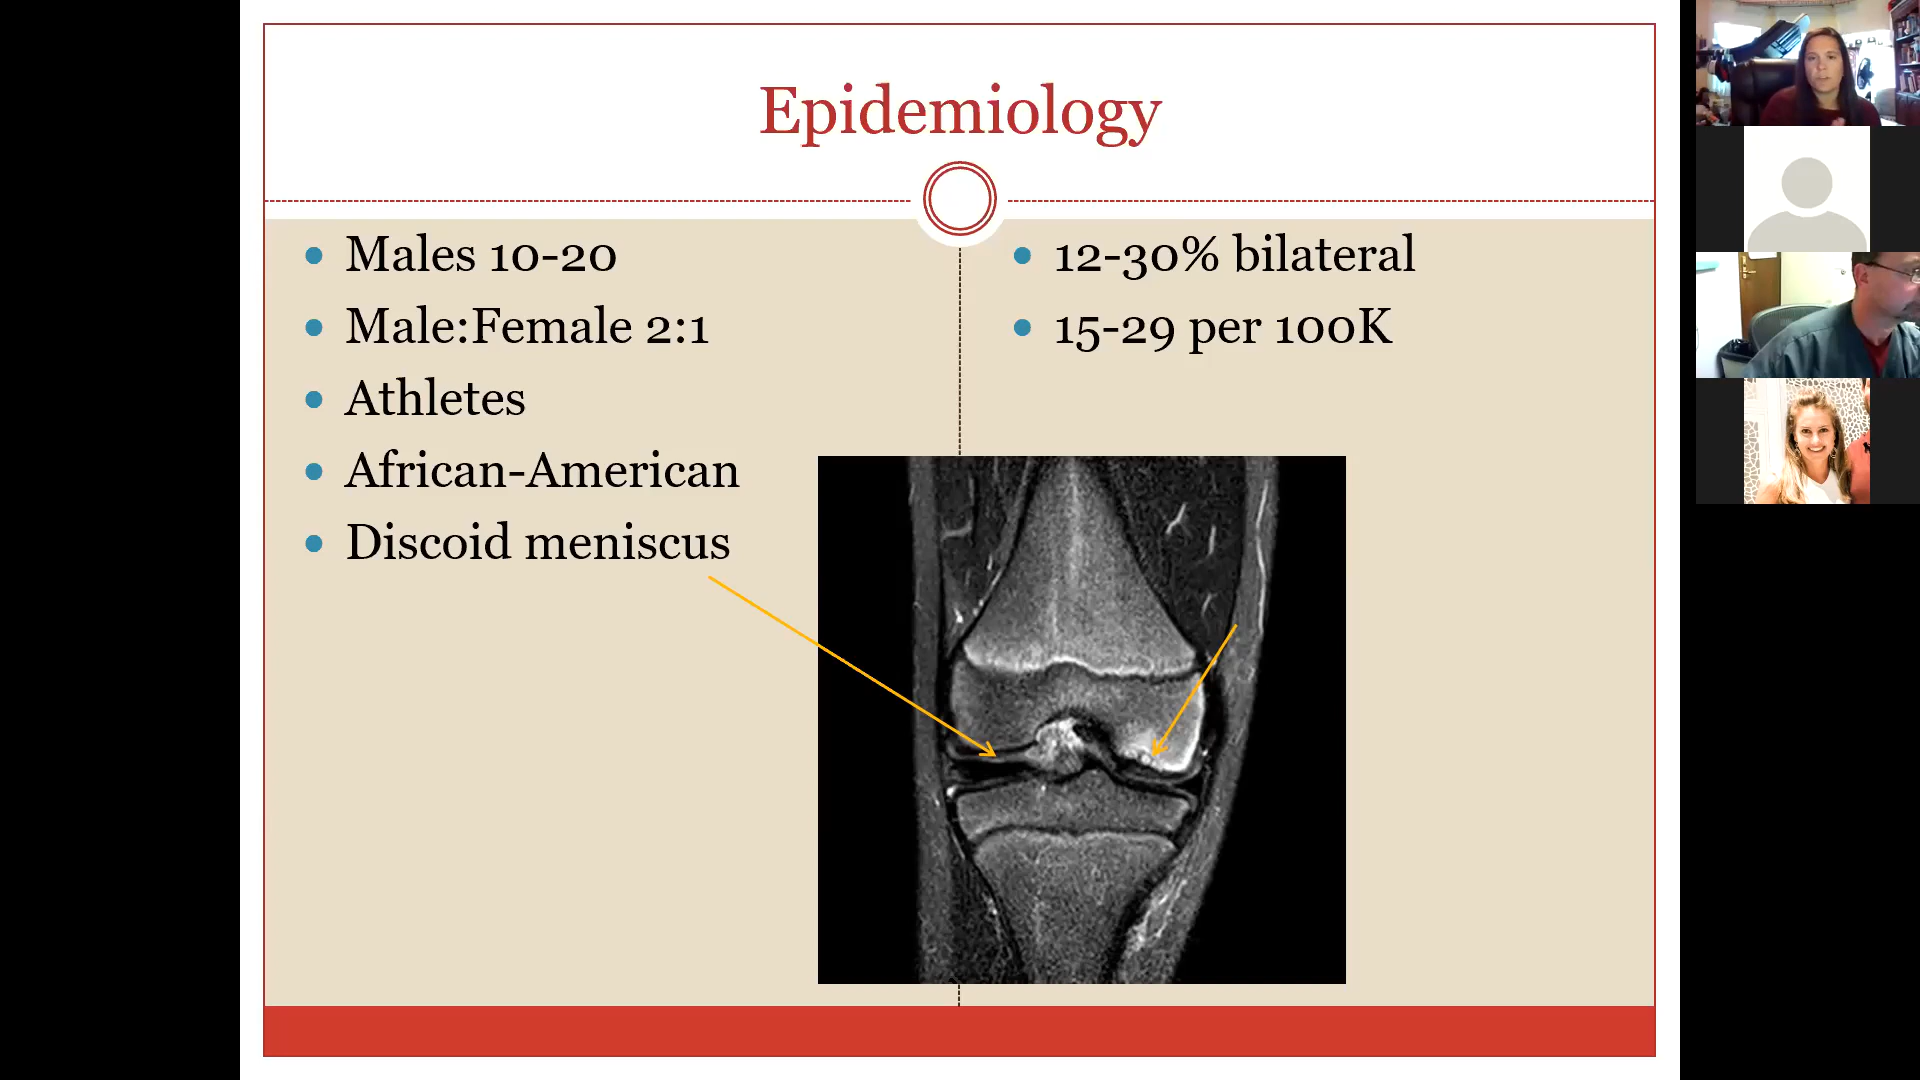 Epidemiology
Males 10-20
Male:Female 2:1
Athletes
African-American
Discoid meniscus
12-30% bilateral
15-29 per 100K